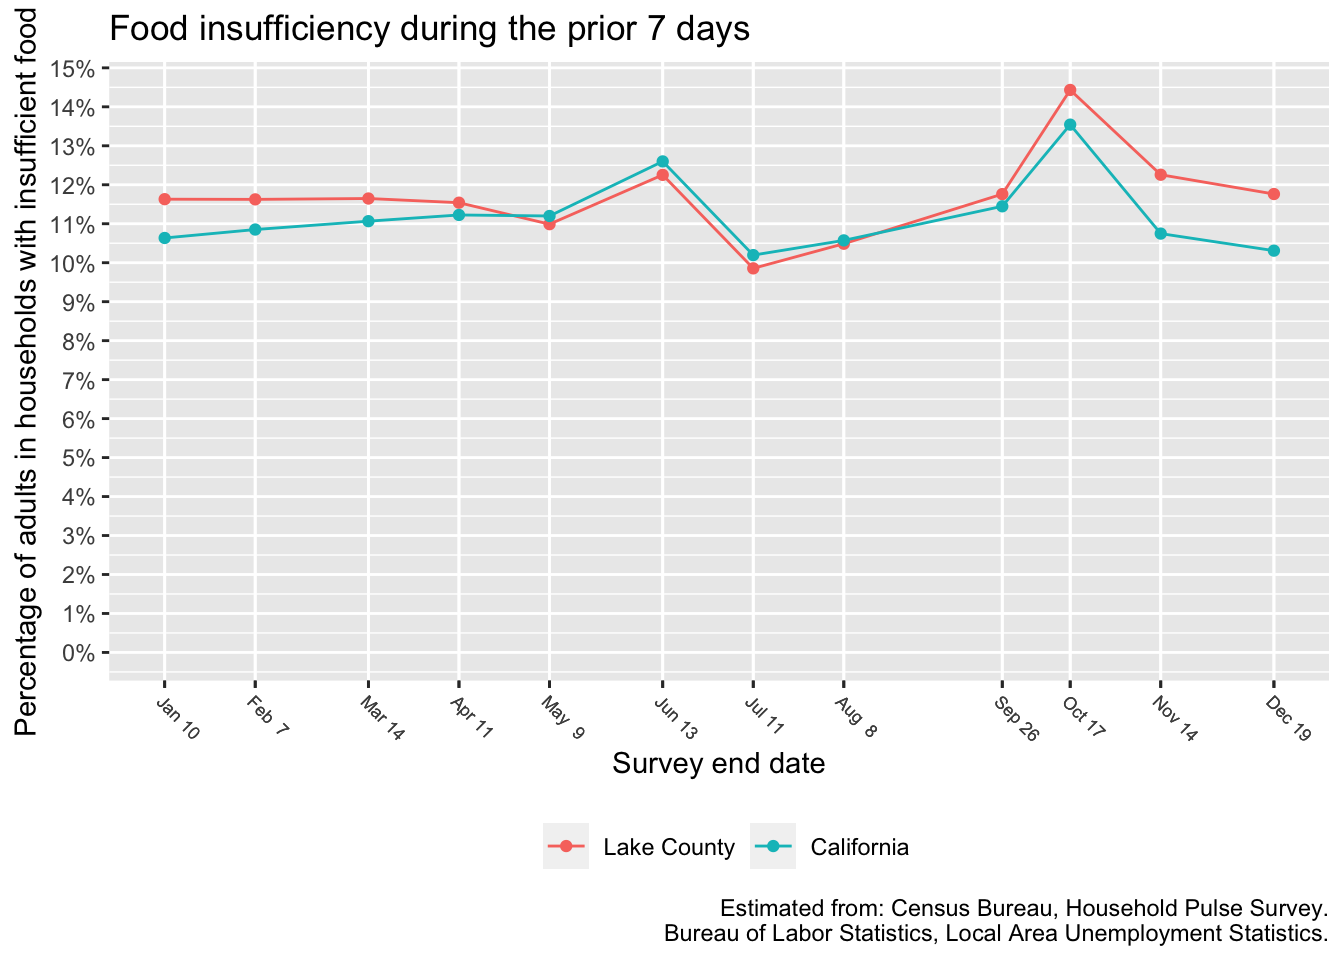 Food insufficiency during the prior 7 days
Percentage of adults in households with insufficient food
15%
14%
13%
12%
11%
10%
9%
8%
7%
6%
5%
4%
3%
2%
1%
0%
Jan 10
Feb 7
Mar 14
Apr 11
May 9
Jun 13
Jul 11
Aug 8
Sep 26
Oct 17
Nov 14
Dec 19
Survey end date
Lake County
California
Estimated from: Census Bureau, Household Pulse Survey.
Bureau of Labor Statistics, Local Area Unemployment Statistics.